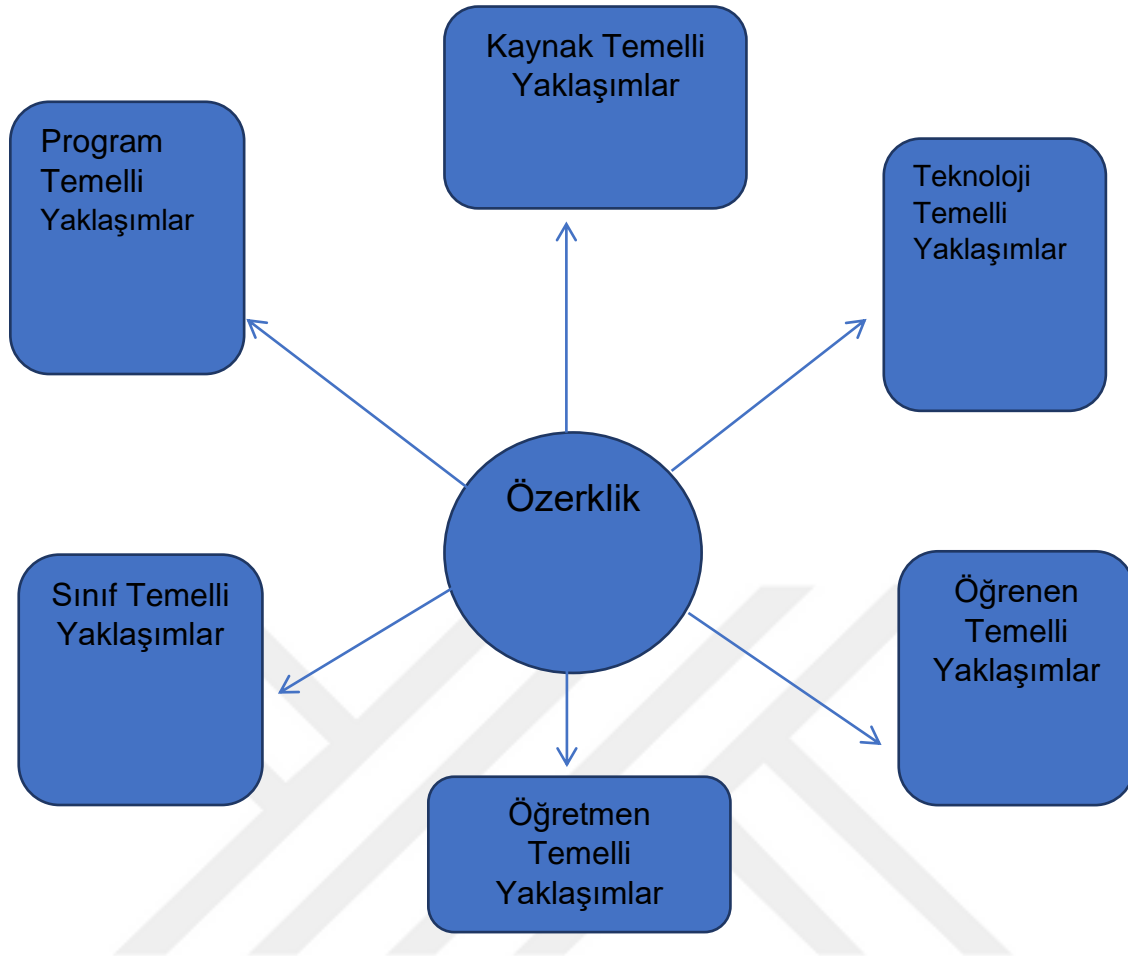 Kaynak Temelli
Yaklaşımlar
Program
Temelli
Yaklaşımlar
Teknoloji
Temelli
Yaklaşımlar
Özerklik
Sınıf Temelli
Yaklaşımlar
Öğrenen
Temelli
Yaklaşımlar
Öğretmen
Temelli
Yaklaşımlar